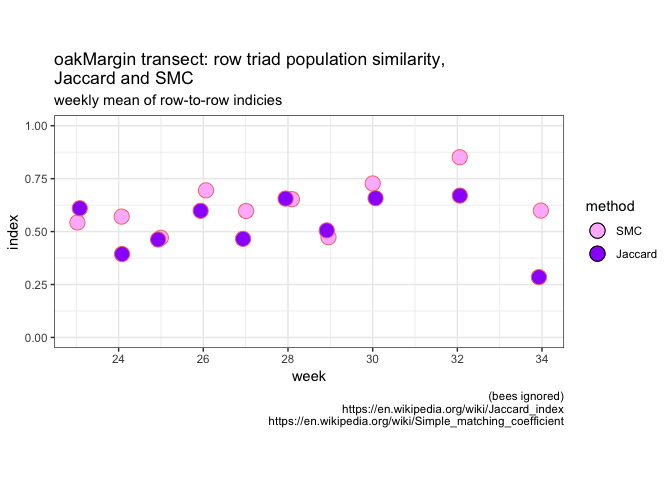 oakMargin transect: row triad population similarity,
Jaccard and SMC
weekly mean of row-to-row indicies
1.00
0.75
0.50
0.25
0.00
index
24 26 28 30 32 34
week
method
SMC
Jaccard
(bees ignored)
https://en.wikipedia.org/wiki/Jaccard_index
https://en.wikipedia.org/wiki/Simple_matching_coefficient